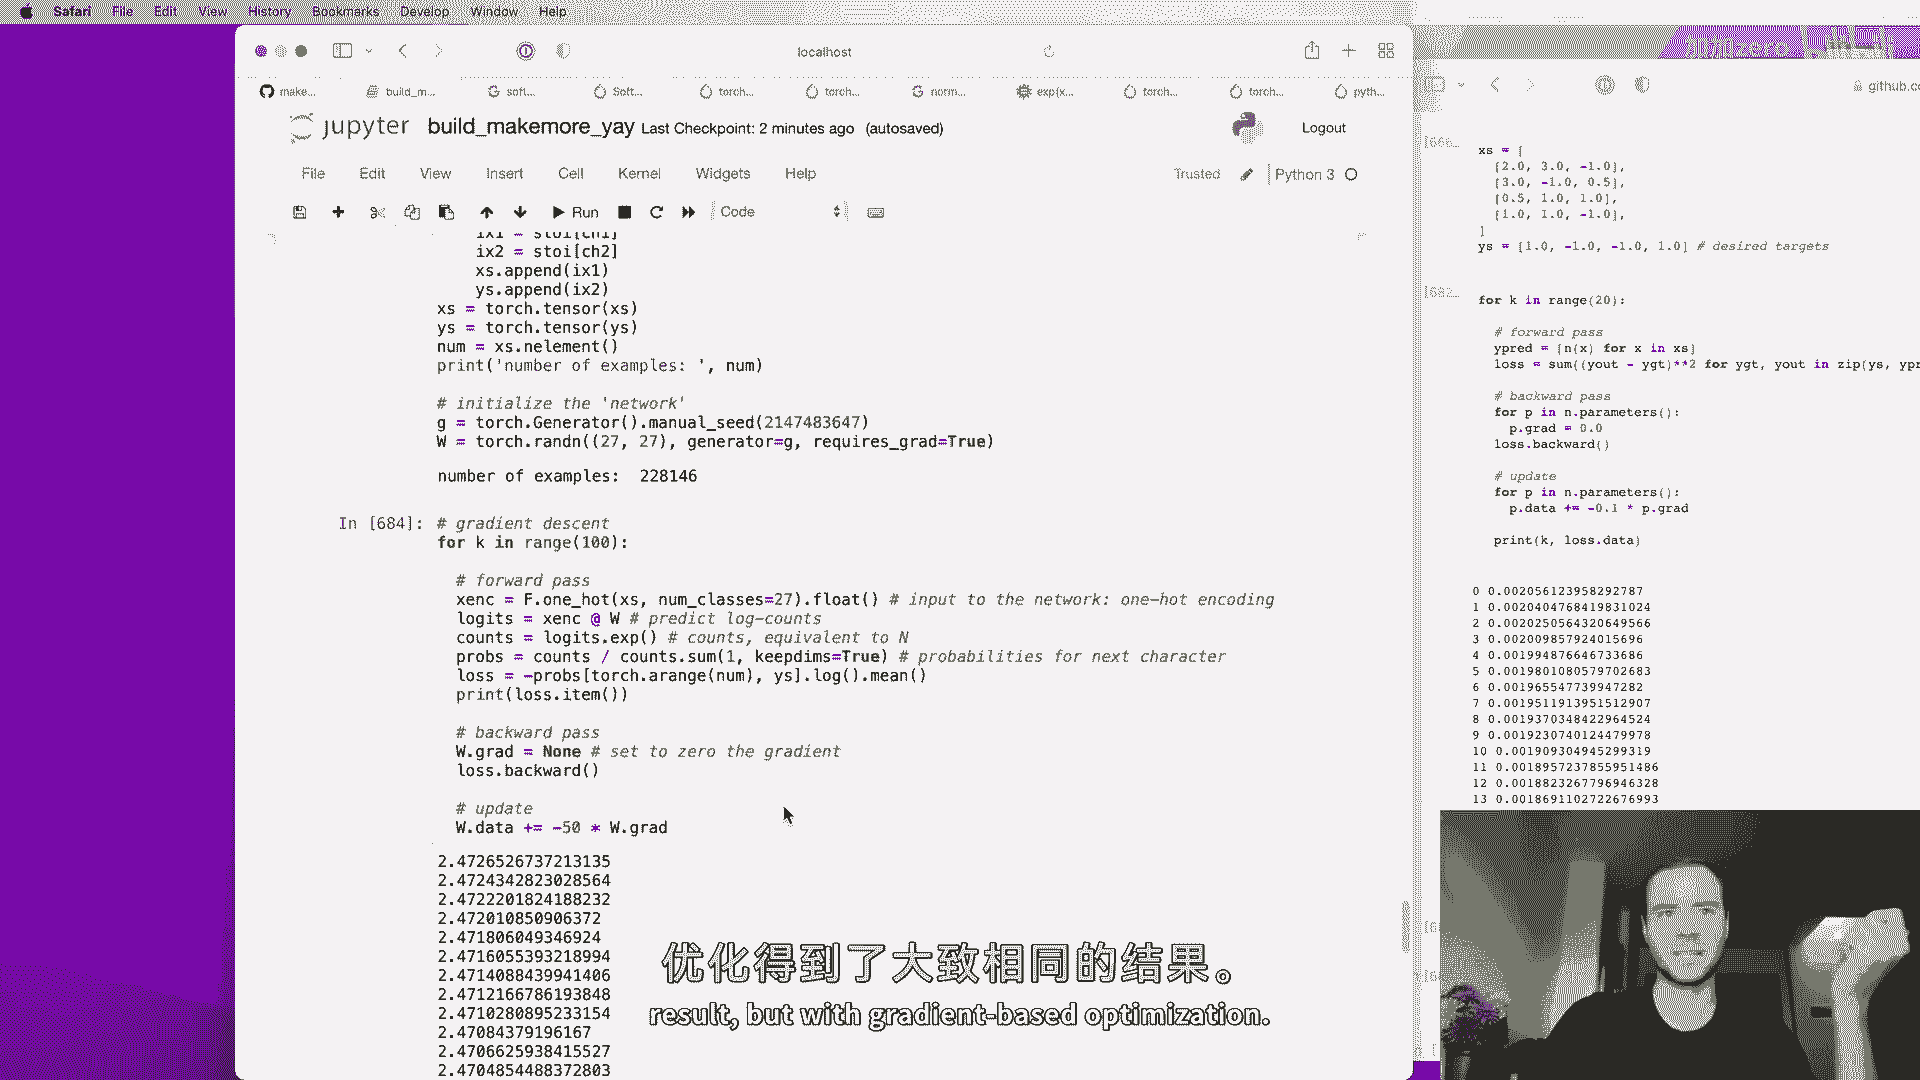 Safari File Edit View History Bookmarks Develop Window Help
localhost
make... build_m... soft... Soft... torch... torch... norm... exp(x... torch... torch... pyth...
jupyter build_makemore_yay Last Checkpoint: 2 minutes ago (autosaved) Logout
File Edit View Insert Cell Kernel Widgets Help Trusted Python 3
Run Code
ix1 = stoi[ch1]
ix2 = stoi[ch2]
xs.append(ix1)
ys.append(ix2)
xs = torch.tensor(xs)
ys = torch.tensor(ys)
num = xs.nelement()
print('number of examples: ', num)
# initialize the 'network'
g = torch.Generator().manual_seed(2147483647)
W = torch.randn((27, 27), generator=g, requires_grad=True)
number of examples:  228146
In [684]: # gradient descent
for k in range(100):
# forward pass
xenc = F.one_hot(xs, num_classes=27).float() # input to the network: one-hot encoding
logits = xenc @ W # predict log-counts
counts = logits.exp() # counts, equivalent to N
probs = counts / counts.sum(1, keepdims=True) # probabilities for next character
loss = -probs[torch.arange(num), ys].log().mean()
print(loss.item())
# backward pass
W.grad = None # set to zero the gradient
loss.backward()
# update
W.data += -50 * W.grad
2.4726526737213135
2.4724342823028564
2.47222018241882​32
2.472010850906372
2.471806049346924
2.4716055393218994
2.4714088439941406
2.4712166786193848
2.4710280895233154
2.47084379196167
2.4706625938415527
2.4704854488372803
github.co
[666...
xs = [
[2.0, 3.0, -1.0],
[3.0, -1.0, 0.5],
[0.5, 1.0, 1.0],
[1.0, 1.0, -1.0],
]
ys = [1.0, -1.0, -1.0, 1.0] # desired targets
[682...
for k in range(20):
# forward pass
ypred = [n(x) for x in xs]
loss = sum((yout - ygt)**2 for ygt, yout in zip(ys, ypr
# backward pass
for p in n.parameters():
p.grad = 0.0
loss.backward()
# update
for p in n.parameters():
p.data += -0.1 * p.grad
print(k, loss.data)
0 0.002056123958292787
1 0.0020404768419831024
2 0.0020250564320649566
3 0.002009857924015696
4 0.001994876646733686
5 0.0019801080579702683
6 0.001965547739947282
7 0.0019511913951512907
8 0.0019370348422964524
9 0.0019230740124479978
10 0.001909304945299319
11 0.0018957237855951486
12 0.0018823267796946328
13 0.0018691102722676993
优化得到了大致相同的结果。
result, but with gradient-based optimization.